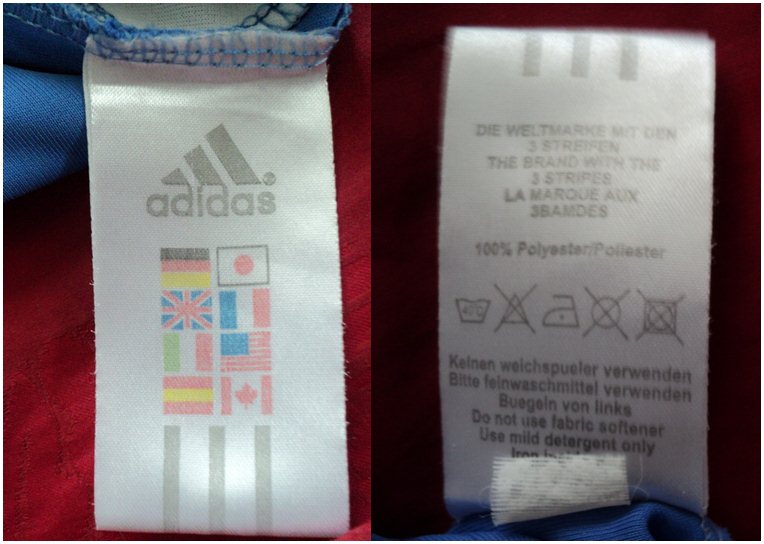 adidas
DIE WELTMARKE MIT DEN
3 STREIFEN
THE BRAND WITH THE
3 STRIPES
LA MARQUE AUX
3BAMDES
100% Polyester/Poliester
40°C
Keinen weichspueler verwenden
Bitte feinwaschmittel verwenden
Buegeln von links
Do not use fabric softener
Use mild detergent only
Iron